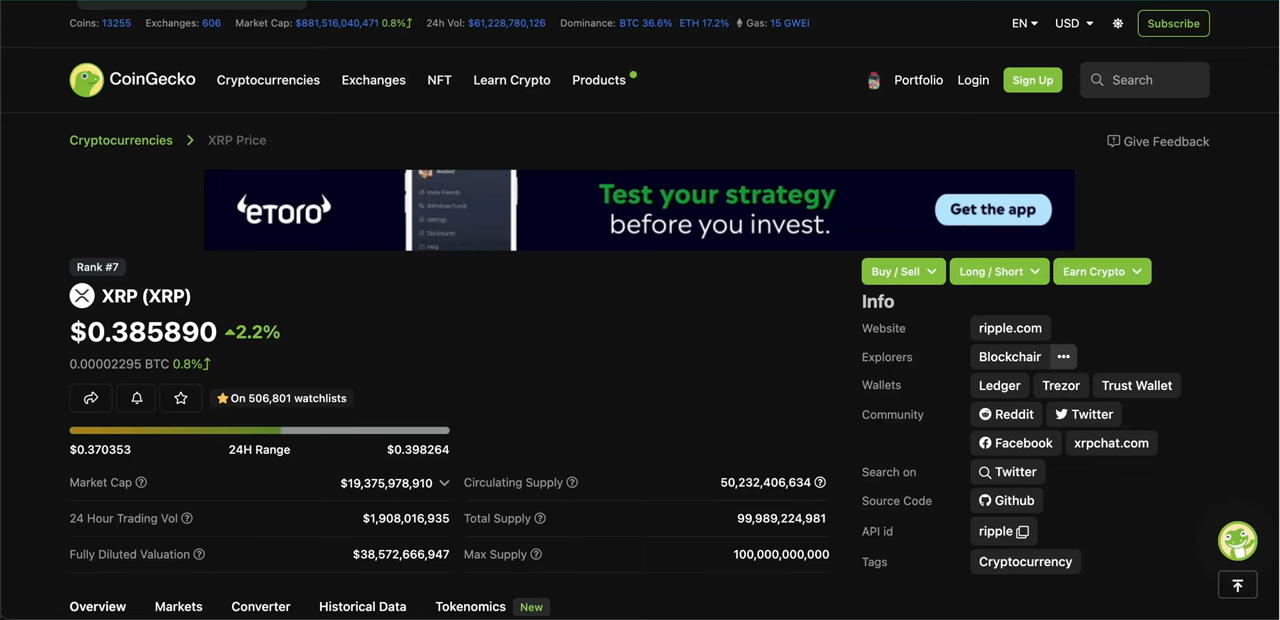 Coins: 13255 Exchanges: 606 Market Cap: $881,516,040,471 0.8% 24h Vol: $61,228,780,126 Dominance: BTC 36.6% ETH 17.2% Gas: 15 GWEI EN USD Subscribe
CoinGecko Cryptocurrencies Exchanges NFT Learn Crypto Products Portfolio Login Sign Up Search
Cryptocurrencies > XRP Price Give Feedback
eToro
Invite Friends
Withdraw Funds
Settings
Disclosures
Help
Test your strategy
before you invest.
Get the app
Rank #7
XRP (XRP)
$0.385890 2.2%
0.00002295 BTC 0.8%
On 506,801 watchlists
$0.370353 24H Range $0.398264
Market Cap $19,375,978,910 Circulating Supply 50,232,406,634
24 Hour Trading Vol $1,908,016,935 Total Supply 99,989,224,981
Fully Diluted Valuation $38,572,666,947 Max Supply 100,000,000,000
Overview Markets Converter Historical Data Tokenomics New
Buy / Sell Long / Short Earn Crypto
Info
Website ripple.com
Explorers Blockchair •••
Wallets Ledger Trezor Trust Wallet
Community Reddit Twitter
Facebook xrpchat.com
Search on Twitter
Source Code Github
API id ripple
Tags Cryptocurrency